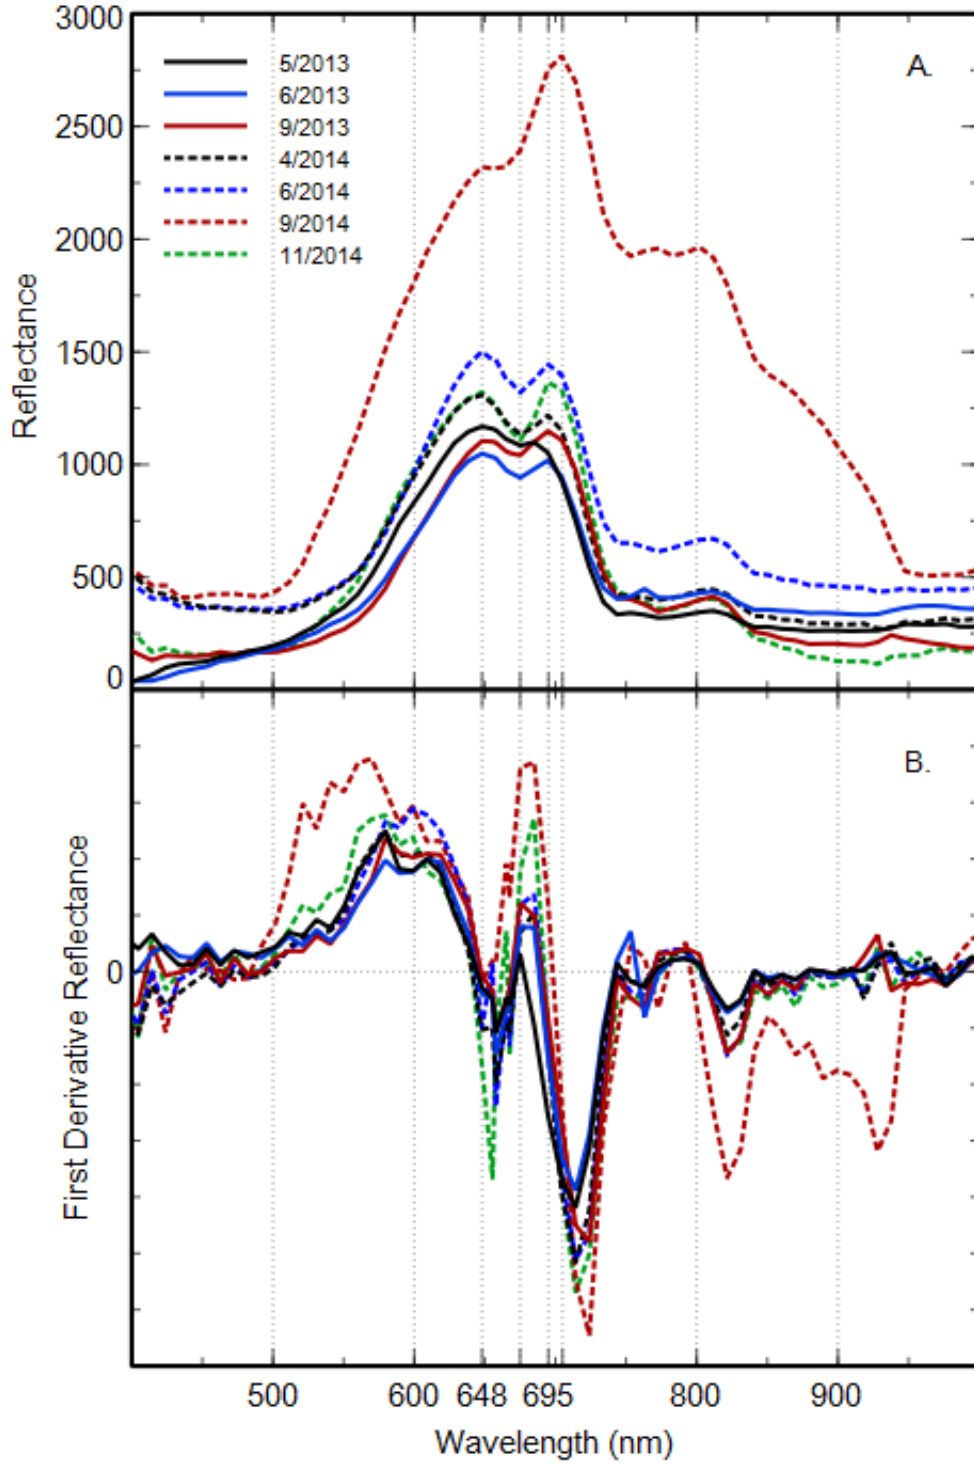 3000
A.
5/2013
6/2013
2500
9/2013
4/2014
6/2014
2000
9/2014
11/2014
Reflectance
1500
1000
500
0
B.
First Derivative Reflectance
0
500 600 648 695 800 900
Wavelength (nm)